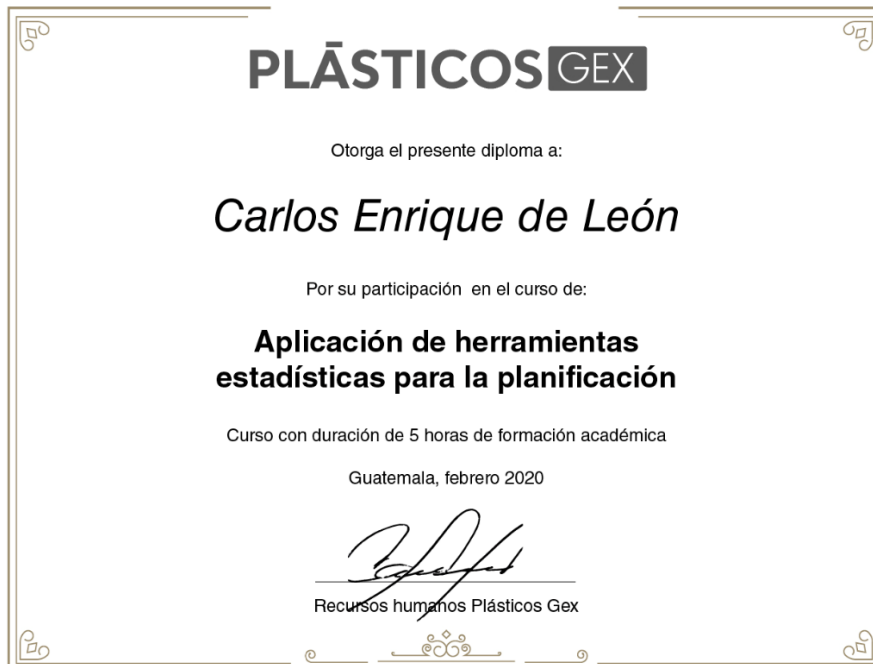 PLÁSTICOS GEX
Otorga el presente diploma a:
Carlos Enrique de León
Por su participación en el curso de:
Aplicación de herramientas
estadísticas para la planificación
Curso con duración de 5 horas de formación académica
Guatemala, febrero 2020
Recursos humanos Plásticos Gex